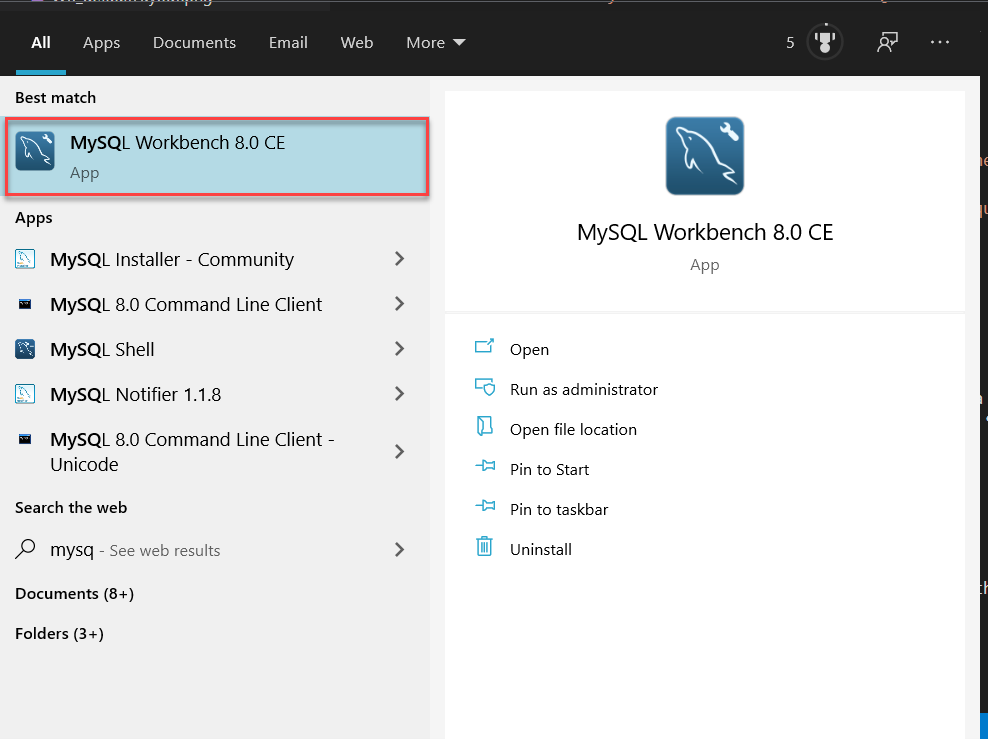 All Apps Documents Email Web More 5
Best match
MySQL Workbench 8.0 CE
App
Apps
MySQL Installer - Community
MySQL 8.0 Command Line Client
MySQL Shell
MySQL Notifier 1.1.8
MySQL 8.0 Command Line Client -
Unicode
Search the web
mysq - See web results
Documents (8+)
Folders (3+)
MySQL Workbench 8.0 CE
App
Open
Run as administrator
Open file location
Pin to Start
Pin to taskbar
Uninstall